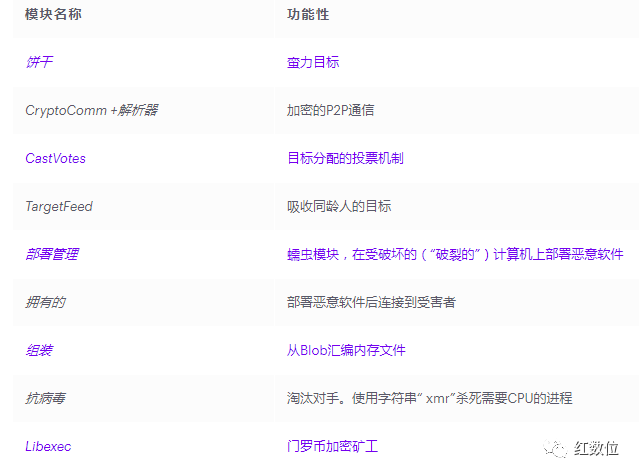 模块名称 功能性
饼干 蛮力目标
CryptoComm +解析器 加密的P2P通信
CastVotes 目标分配的投票机制
TargetFeed 吸收同龄人的目标
部署管理 蠕虫模块，在受破坏的（“破裂的”）计算机上部署恶意软件
拥有的 部署恶意软件后连接到受害者
组装 从Blob汇编内存文件
抗病毒 淘汰对手。使用字符串“ xmr”杀死需要CPU的进程
Libexec 门罗币加密矿工
红数位